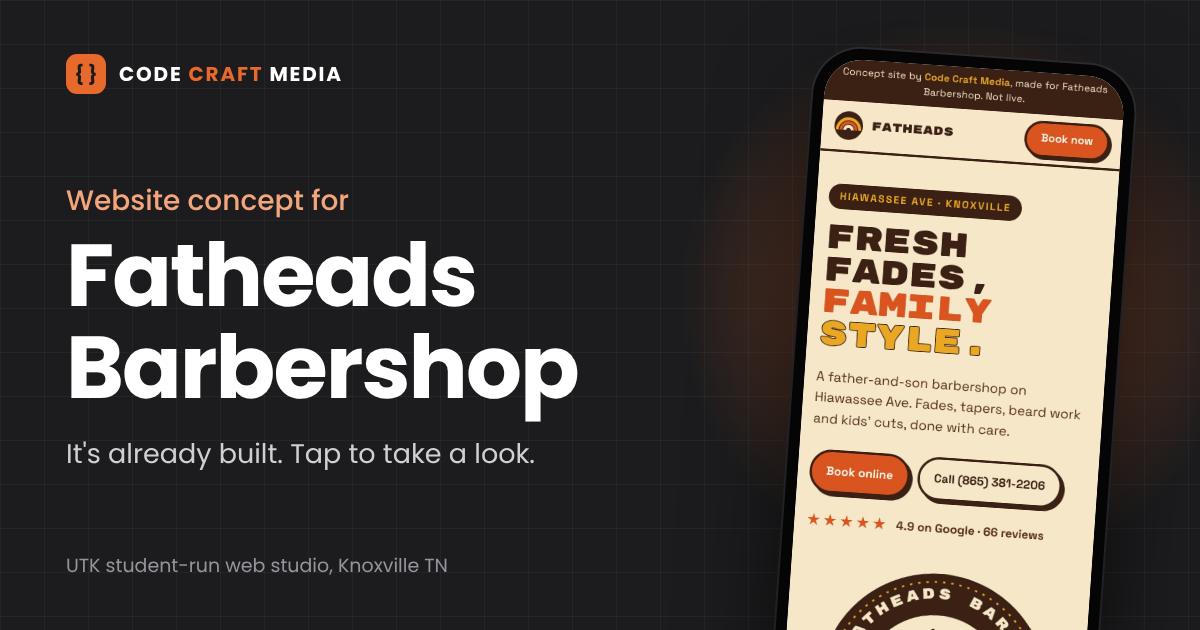 { } CODE CRAFT MEDIA
Website concept for
Fatheads
Barbershop
It's already built. Tap to take a look.
UTK student-run web studio, Knoxville TN
Concept site by Code Craft Media, made for Fatheads
Barbershop. Not live.
FATHEADS
Book now
HIAWASSEE AVE · KNOXVILLE
FRESH
FADES,
FAMILY
STYLE.
A father-and-son barbershop on
Hiawassee Ave. Fades, tapers, beard work
and kids' cuts, done with care.
Book online
Call (865) 381-2206
★★★★★ 4.9 on Google · 66 reviews